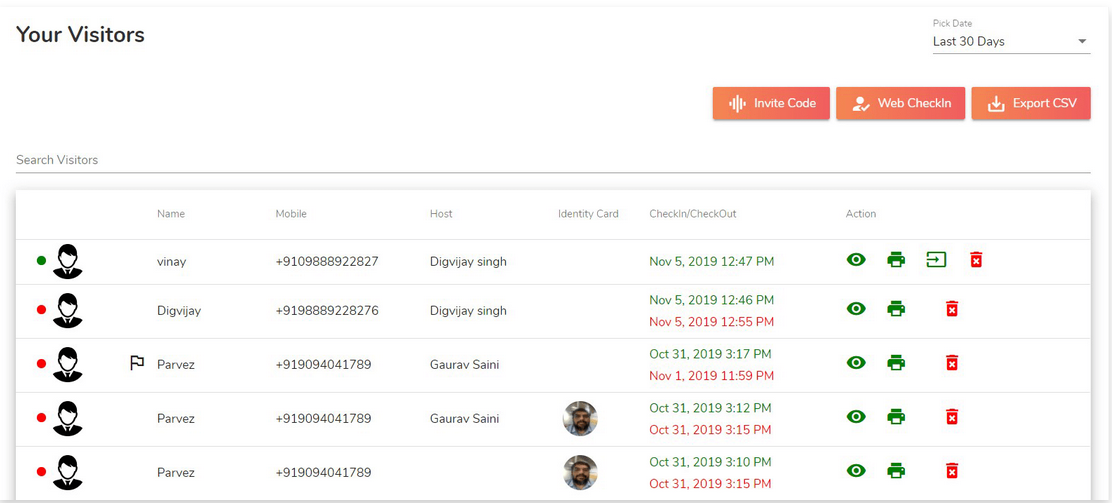 Your Visitors
Pick Date
Last 30 Days
Invite Code
Web CheckIn
Export CSV
Search Visitors
Name Mobile Host Identity Card CheckIn/CheckOut Action
vinay +9109888922827 Digvijay singh Nov 5, 2019 12:47 PM
Digvijay +9198889228276 Digvijay singh Nov 5, 2019 12:46 PM
Nov 5, 2019 12:55 PM
Parvez +919094041789 Gaurav Saini Oct 31, 2019 3:17 PM
Nov 1, 2019 11:59 PM
Parvez +919094041789 Gaurav Saini Oct 31, 2019 3:12 PM
Oct 31, 2019 3:15 PM
Parvez +919094041789 Oct 31, 2019 3:10 PM
Oct 31, 2019 3:15 PM